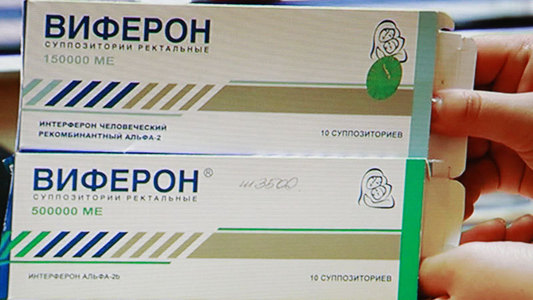 ВИФЕРОН
СУППОЗИТОРИИ РЕКТАЛЬНЫЕ
150000 МЕ
ИНТЕРФЕРОН ЧЕЛОВЕЧЕСКИЙ
РЕКОМБИНАНТНЫЙ АЛЬФА-2
10 СУППОЗИТОРИЕВ
ВИФЕРОН®
СУППОЗИТОРИИ РЕКТАЛЬНЫЕ
500000 МЕ
ИНТЕРФЕРОН АЛЬФА-2b
10 СУППОЗИТОРИЕВ